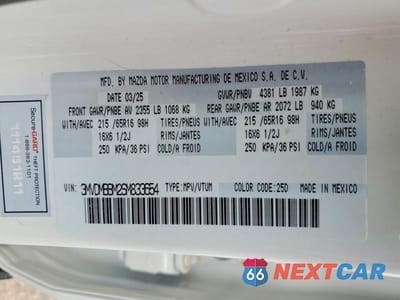 MFD. BY MAZDA MOTOR MANUFACTURING DE MEXICO S.A. DE C.V.
DATE 03/25 GVWR/PNBV 4381 LB 1987 KG
FRONT GAWR/PNBE AV 2355 LB 1068 KG REAR GAWR/PNBE AR 2072 LB 940 KG
WITH/AVEC 215 /65R16 98H TIRES/PNEUS WITH/AVEC 215 /65R16 98H TIRES/PNEUS
16X6 1/2J RIMS/JANTES 16X6 1/2J RIMS/JANTES
250 KPA/36 PSI COLD/A FROID 250 KPA/36 PSI COLD/A FROID
VIN: 3MVDMBBM2SM833654 TYPE:MPV/VTUM COLOR CODE:25D MADE IN MEXICO
SecureGARD
THEFT PROTECTION
66 NEXTCAR